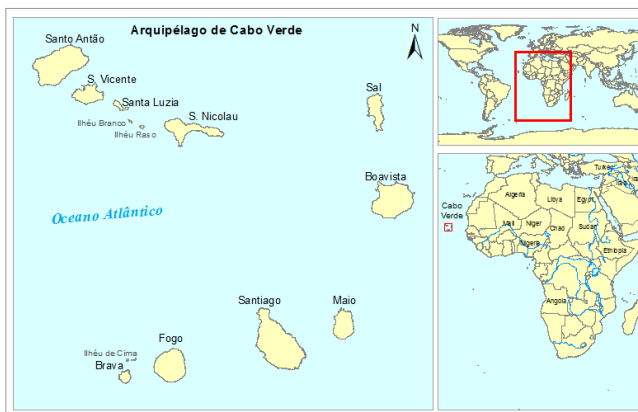 Arquipélago de Cabo Verde
N
Santo Antão
S. Vicente
Santa Luzia
Ilhéu Branco
Ilhéu Raso
S. Nicolau
Sal
Boavista
Oceano Atlântico
Santiago
Maio
Fogo
Ilhéu de Cima
Brava
Cabo
Verde
Algeria
Libya
Egypt
Turkey
Mali
Niger
Chad
Sudan
Nigeria
Ethiopia
Angola